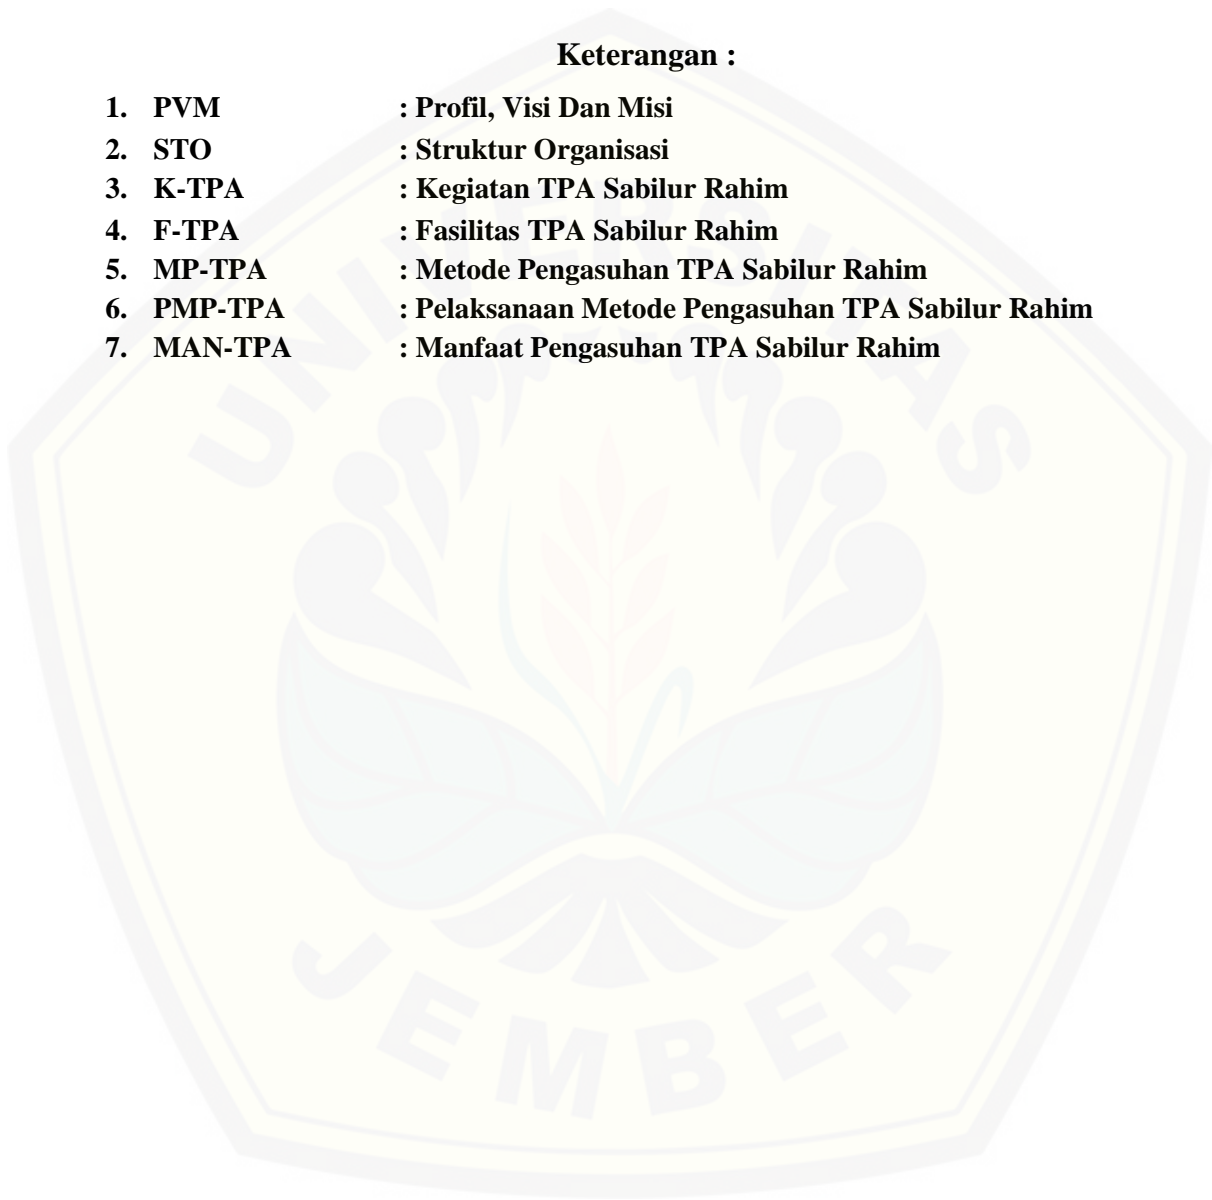 Keterangan :
1. PVM : Profil, Visi Dan Misi
2. STO : Struktur Organisasi
3. K-TPA : Kegiatan TPA Sabilur Rahim
4. F-TPA : Fasilitas TPA Sabilur Rahim
5. MP-TPA : Metode Pengasuhan TPA Sabilur Rahim
6. PMP-TPA : Pelaksanaan Metode Pengasuhan TPA Sabilur Rahim
7. MAN-TPA : Manfaat Pengasuhan TPA Sabilur Rahim
UNIVERSITAS
JEMBER